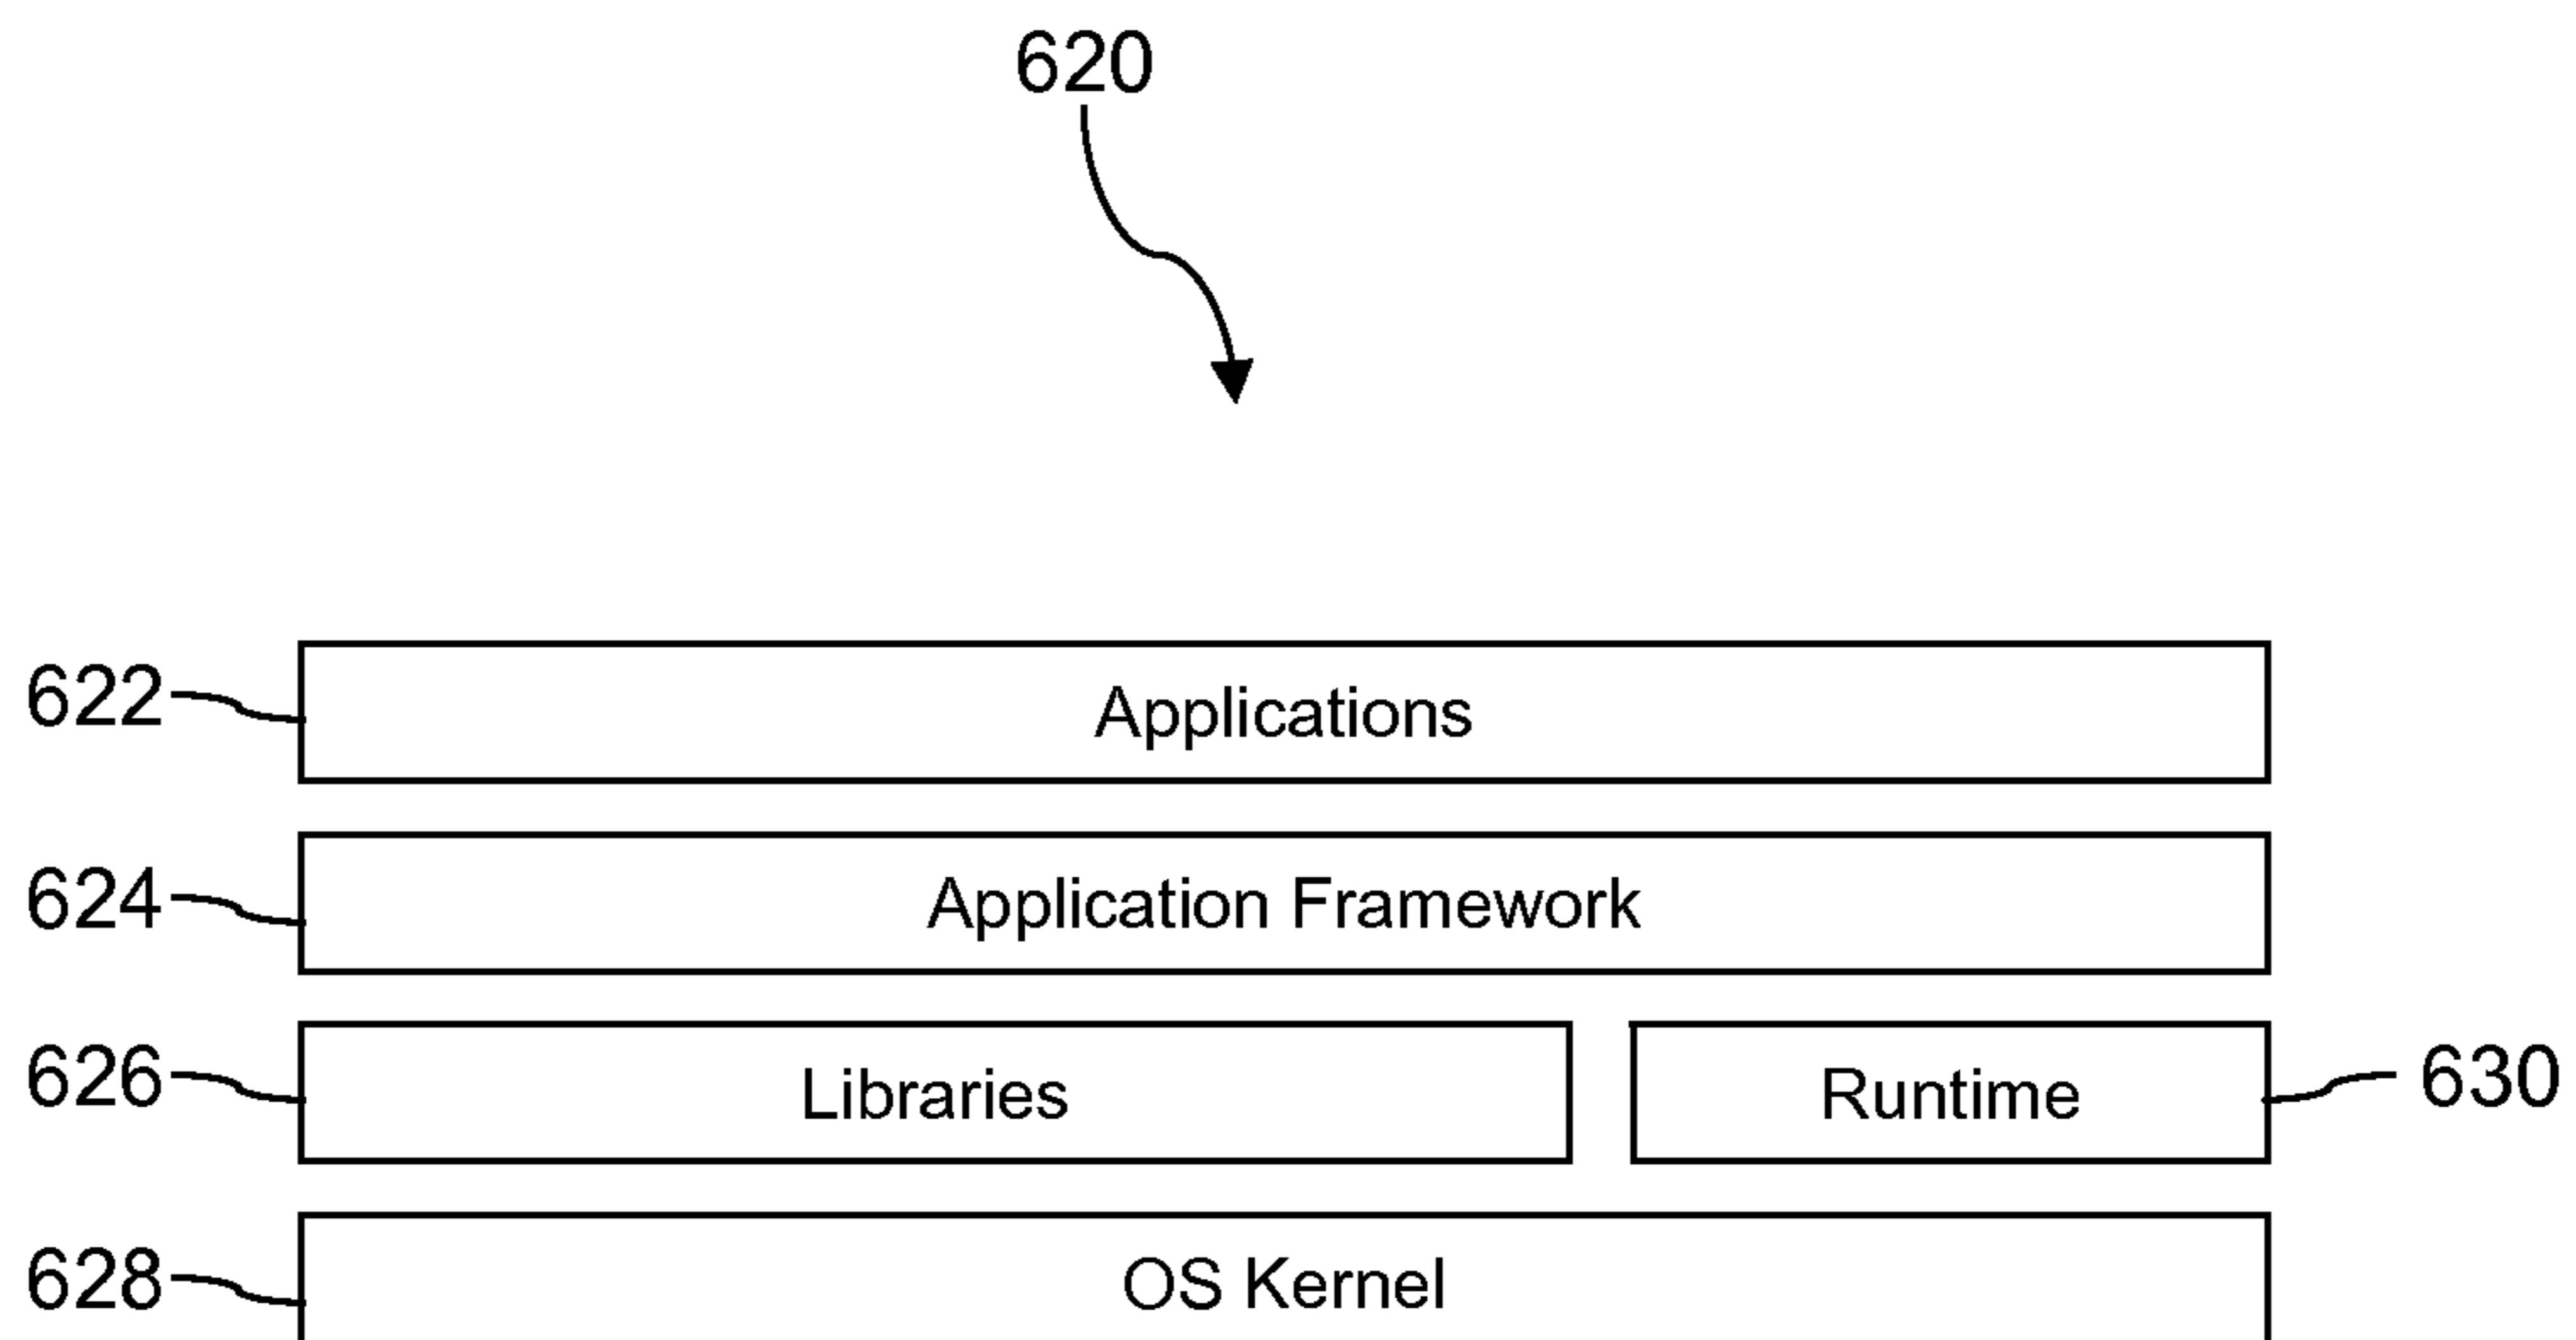 620
622 Applications
624 Application Framework
626 Libraries Runtime 630
628 OS Kernel